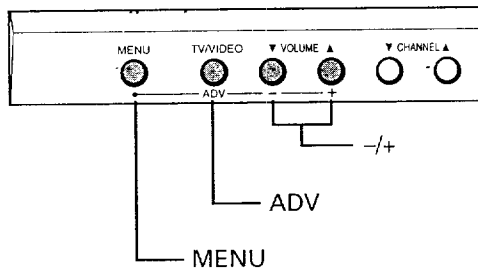 MENU TV/VIDEO ▼ VOLUME ▲ ▼ CHANNEL ▲
ADV − +
−/+
ADV
MENU